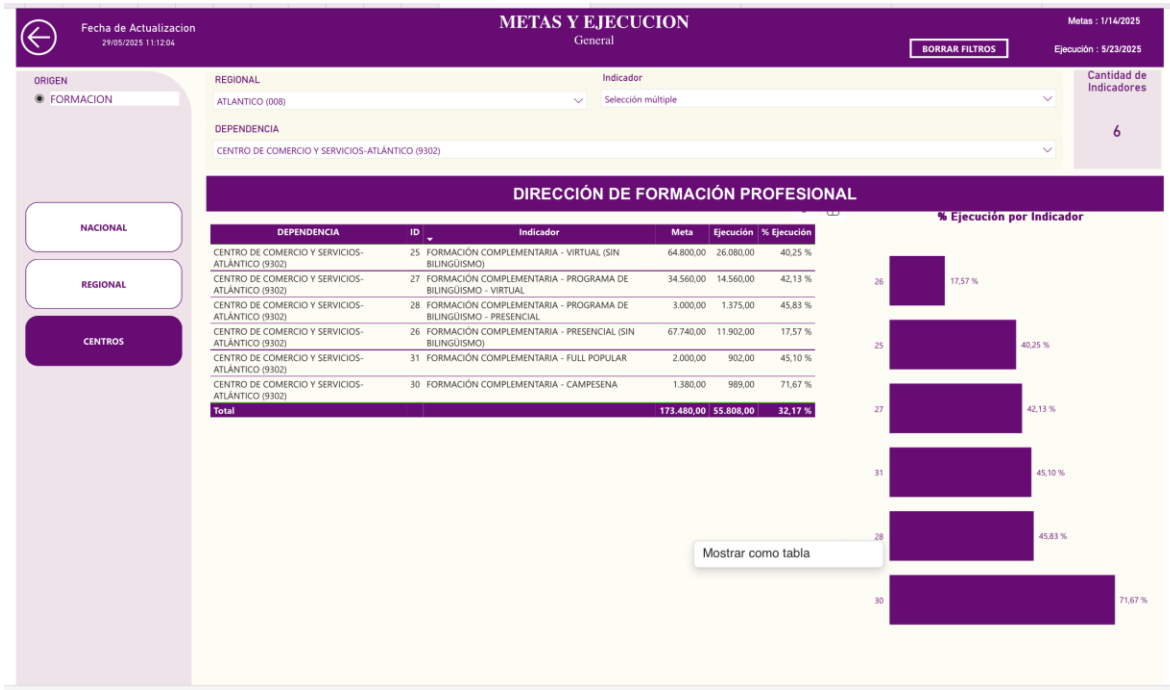 Fecha de Actualizacion
29/05/2025 11:12:04
METAS Y EJECUCION
General
BORRAR FILTROS
Metas : 1/14/2025
Ejecución : 5/23/2025
ORIGEN
FORMACION
REGIONAL
ATLANTICO (008)
Indicador
Selección múltiple
DEPENDENCIA
CENTRO DE COMERCIO Y SERVICIOS-ATLÁNTICO (9302)
Cantidad de
Indicadores
6
NACIONAL
REGIONAL
CENTROS
DIRECCIÓN DE FORMACIÓN PROFESIONAL
DEPENDENCIA ID Indicador Meta Ejecución % Ejecución
CENTRO DE COMERCIO Y SERVICIOS- 25 FORMACIÓN COMPLEMENTARIA - VIRTUAL (SIN 64.800,00 26.080,00 40,25 %
ATLÁNTICO (9302) BILINGÜISMO)
CENTRO DE COMERCIO Y SERVICIOS- 27 FORMACIÓN COMPLEMENTARIA - PROGRAMA DE 34.560,00 14.560,00 42,13 %
ATLÁNTICO (9302) BILINGÜISMO - VIRTUAL
CENTRO DE COMERCIO Y SERVICIOS- 28 FORMACIÓN COMPLEMENTARIA - PROGRAMA DE 3.000,00 1.375,00 45,83 %
ATLÁNTICO (9302) BILINGÜISMO - PRESENCIAL
CENTRO DE COMERCIO Y SERVICIOS- 26 FORMACIÓN COMPLEMENTARIA - PRESENCIAL (SIN 67.740,00 11.902,00 17,57 %
ATLÁNTICO (9302) BILINGÜISMO)
CENTRO DE COMERCIO Y SERVICIOS- 31 FORMACIÓN COMPLEMENTARIA - FULL POPULAR 2.000,00 902,00 45,10 %
ATLÁNTICO (9302)
CENTRO DE COMERCIO Y SERVICIOS- 30 FORMACIÓN COMPLEMENTARIA - CAMPESENA 1.380,00 989,00 71,67 %
ATLÁNTICO (9302)
Total 173.480,00 55.808,00 32,17 %
% Ejecución por Indicador
26 17,57 %
25 40,25 %
27 42,13 %
31 45,10 %
28 45,83 %
30 71,67 %
Mostrar como tabla